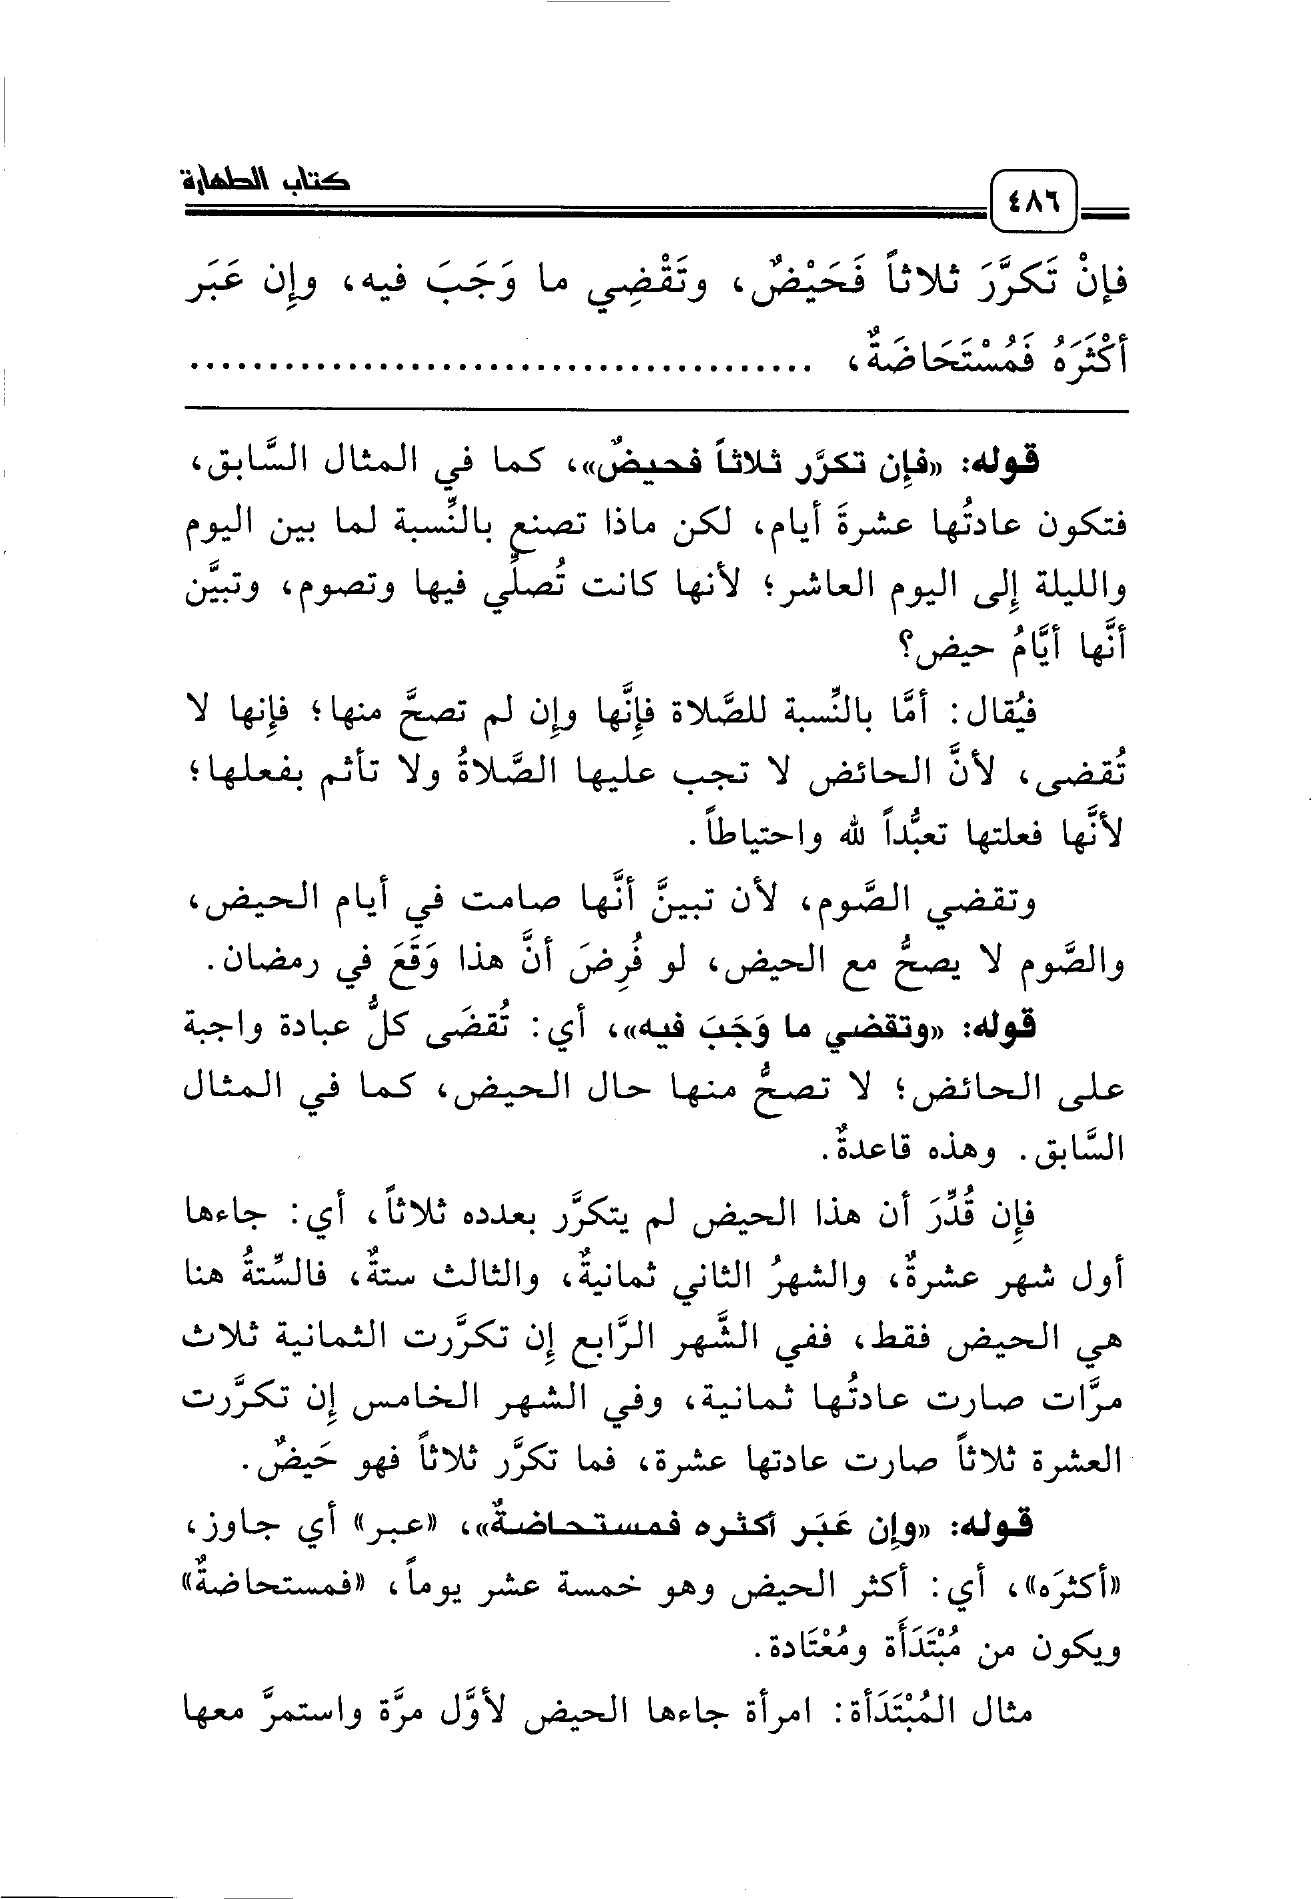 كتاب الطهارة
٤٨٦
فإنْ تَكرَّرَ ثلاثاً فَحَيْضٌ، وتَقْضِي ما وَجَبَ فيه، وإِن عَبَر
أكْثَرَهُ فَمُسْتَحَاضَةٌ، ........................................
قوله: «فإِن تكرَّر ثلاثاً فحيضٌ»، كما في المثال السَّابق،
فتكون عادتُها عشرةَ أيام، لكن ماذا تصنع بالنِّسبة لما بين اليوم
والليلة إِلى اليوم العاشر؛ لأنها كانت تُصلِّي فيها وتصوم، وتبيَّن
أنَّها أيَّامُ حيض؟
فيُقال: أمَّا بالنِّسبة للصَّلاة فإِنَّها وإِن لم تصحَّ منها؛ فإِنها لا
تُقضى، لأنَّ الحائض لا تجب عليها الصَّلاةُ ولا تأثم بفعلها؛
لأنَّها فعلتها تعبُّداً لله واحتياطاً.
وتقضي الصَّوم، لأن تبينَّ أنَّها صامت في أيام الحيض،
والصَّوم لا يصحُّ مع الحيض، لو فُرِضَ أنَّ هذا وَقَعَ في رمضان.
قوله: «وتقضي ما وَجَبَ فيه»، أي: تُقضَى كلُّ عبادة واجبة
على الحائض؛ لا تصحُّ منها حال الحيض، كما في المثال
السَّابق. وهذه قاعدةٌ.
فإِن قُدِّرَ أن هذا الحيض لم يتكرَّر بعدده ثلاثاً، أي: جاءها
أول شهر عشرةٌ، والشهرُ الثاني ثمانيةٌ، والثالث ستةٌ، فالسِّتةُ هنا
هي الحيض فقط، ففي الشَّهر الرَّابع إِن تكرَّرت الثمانية ثلاث
مرَّات صارت عادتُها ثمانية، وفي الشهر الخامس إِن تكرَّرت
العشرة ثلاثاً صارت عادتها عشرة، فما تكرَّر ثلاثاً فهو حَيضٌ.
قوله: «وإِن عَبَر أكثره فمستحاضةٌ»، «عبر» أي جاوز،
«أكثرَه»، أي: أكثر الحيض وهو خمسة عشر يوماً، «فمستحاضةٌ»
ويكون من مُبْتَدَأَة ومُعْتَادة.
مثال المُبْتَدَأة: امرأة جاءها الحيض لأوَّل مرَّة واستمرَّ معها